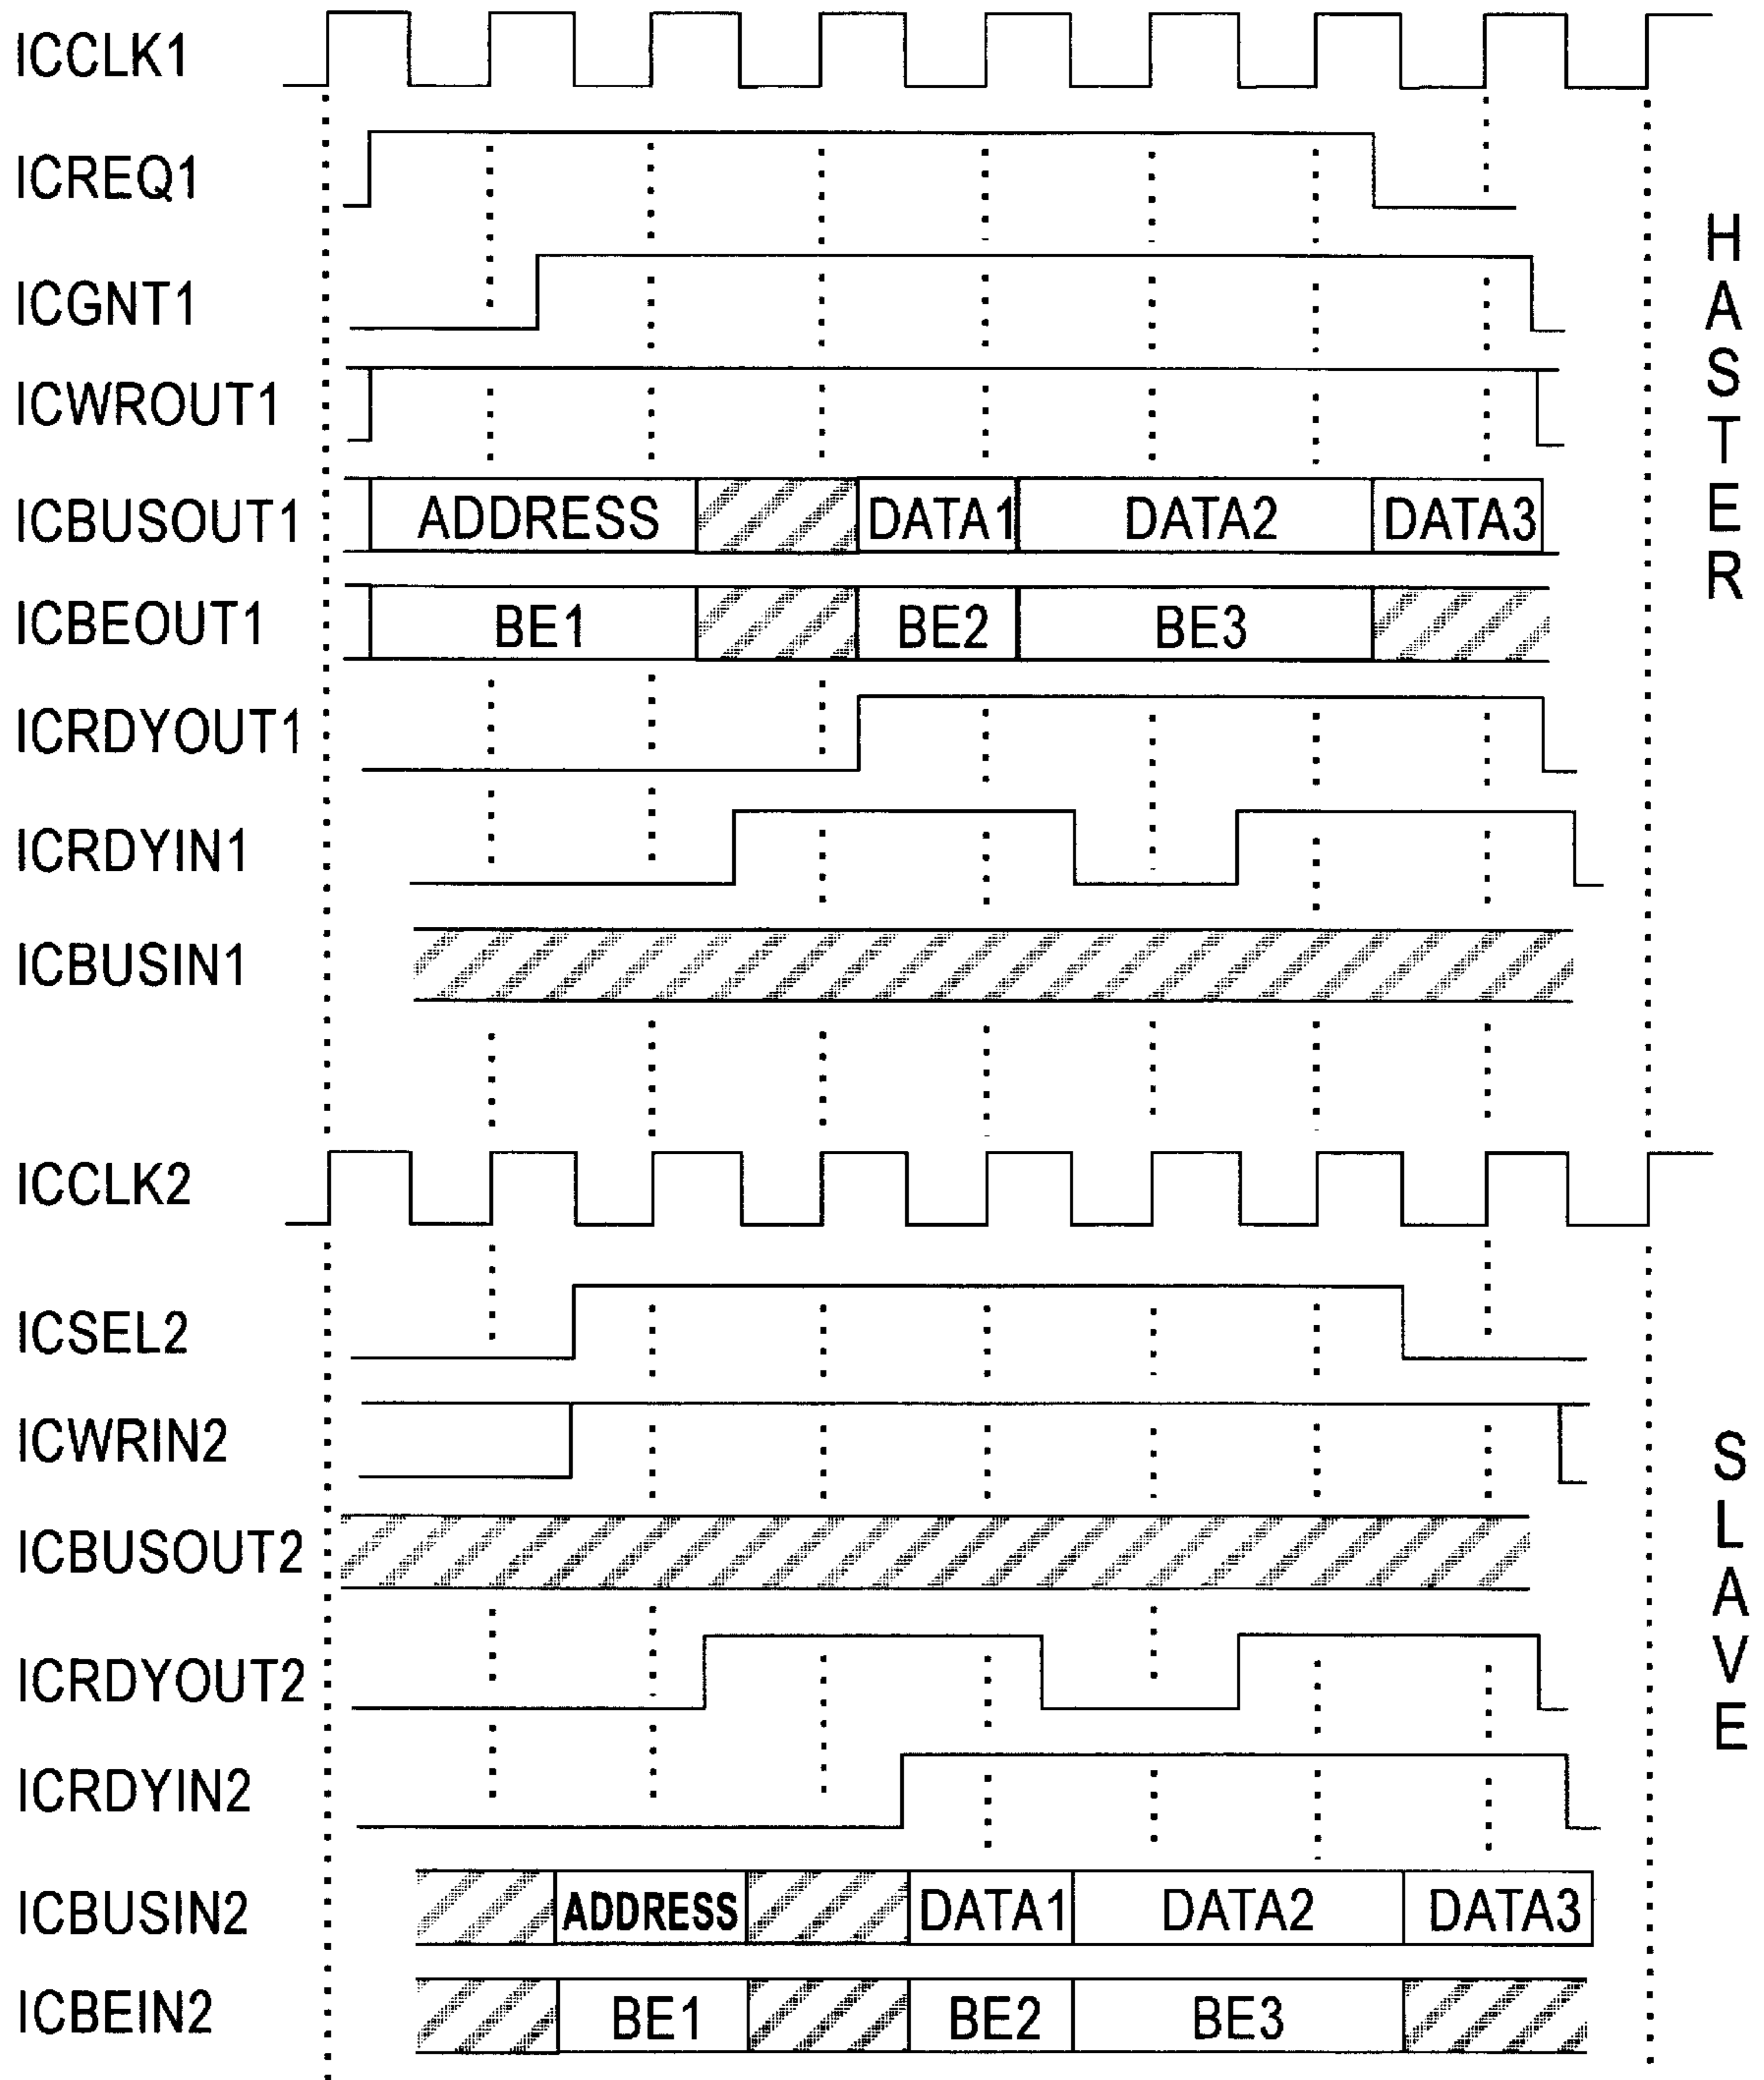 ICCLK1
ICREQ1
ICGNT1
ICWROUT1
ICBUSOUT1 ADDRESS DATA1 DATA2 DATA3
ICBEOUT1 BE1 BE2 BE3
ICRDYOUT1
ICRDYIN1
ICBUSIN1
HASTER
ICCLK2
ICSEL2
ICWRIN2
ICBUSOUT2
ICRDYOUT2
ICRDYIN2
ICBUSIN2 ADDRESS DATA1 DATA2 DATA3
ICBEIN2 BE1 BE2 BE3
SLAVE